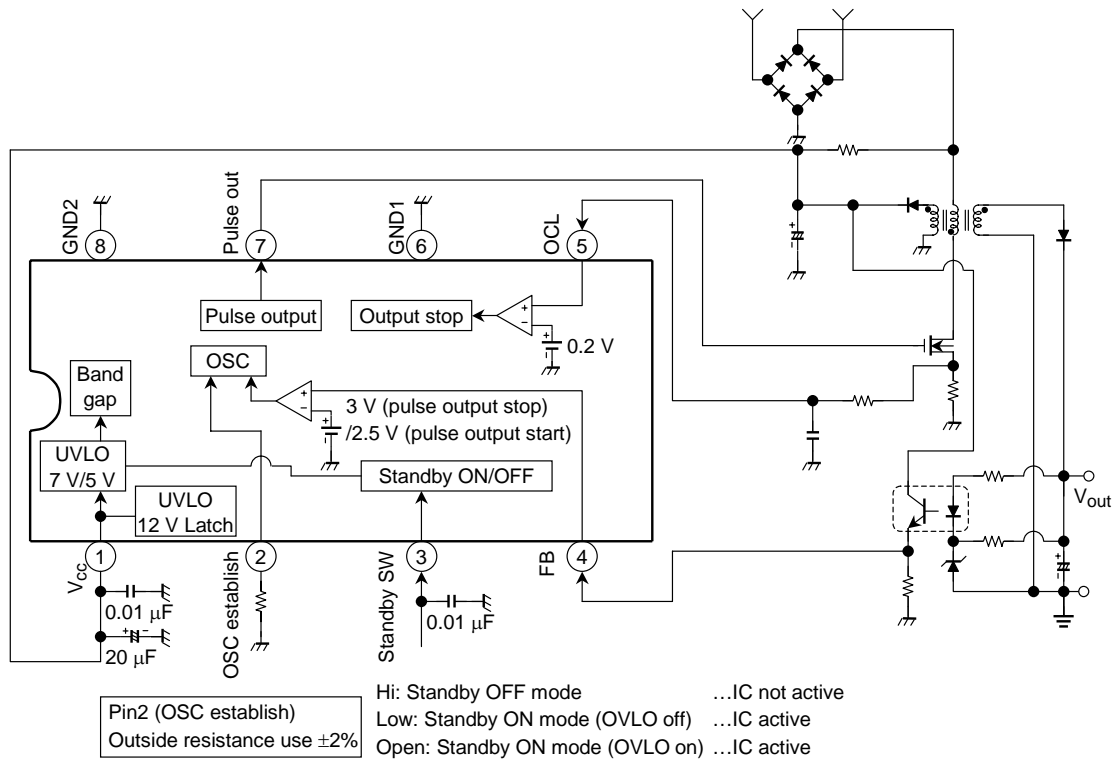 GND2
8
Pulse out
7
GND1
6
OCL
5
Pulse output
Output stop
+
−
+
-
0.2 V
OSC
Band
gap
+
−
+
-
3 V (pulse output stop)
/2.5 V (pulse output start)
UVLO
7 V/5 V
Standby ON/OFF
UVLO
12 V Latch
1
VCC
2
OSC establish
3
Standby SW
4
FB
0.01 μF
+
−
20 μF
0.01 μF
-
Vout
-
Pin2 (OSC establish)
Outside resistance use ±2%
Hi: Standby OFF mode …IC not active
Low: Standby ON mode (OVLO off) …IC active
Open: Standby ON mode (OVLO on) …IC active